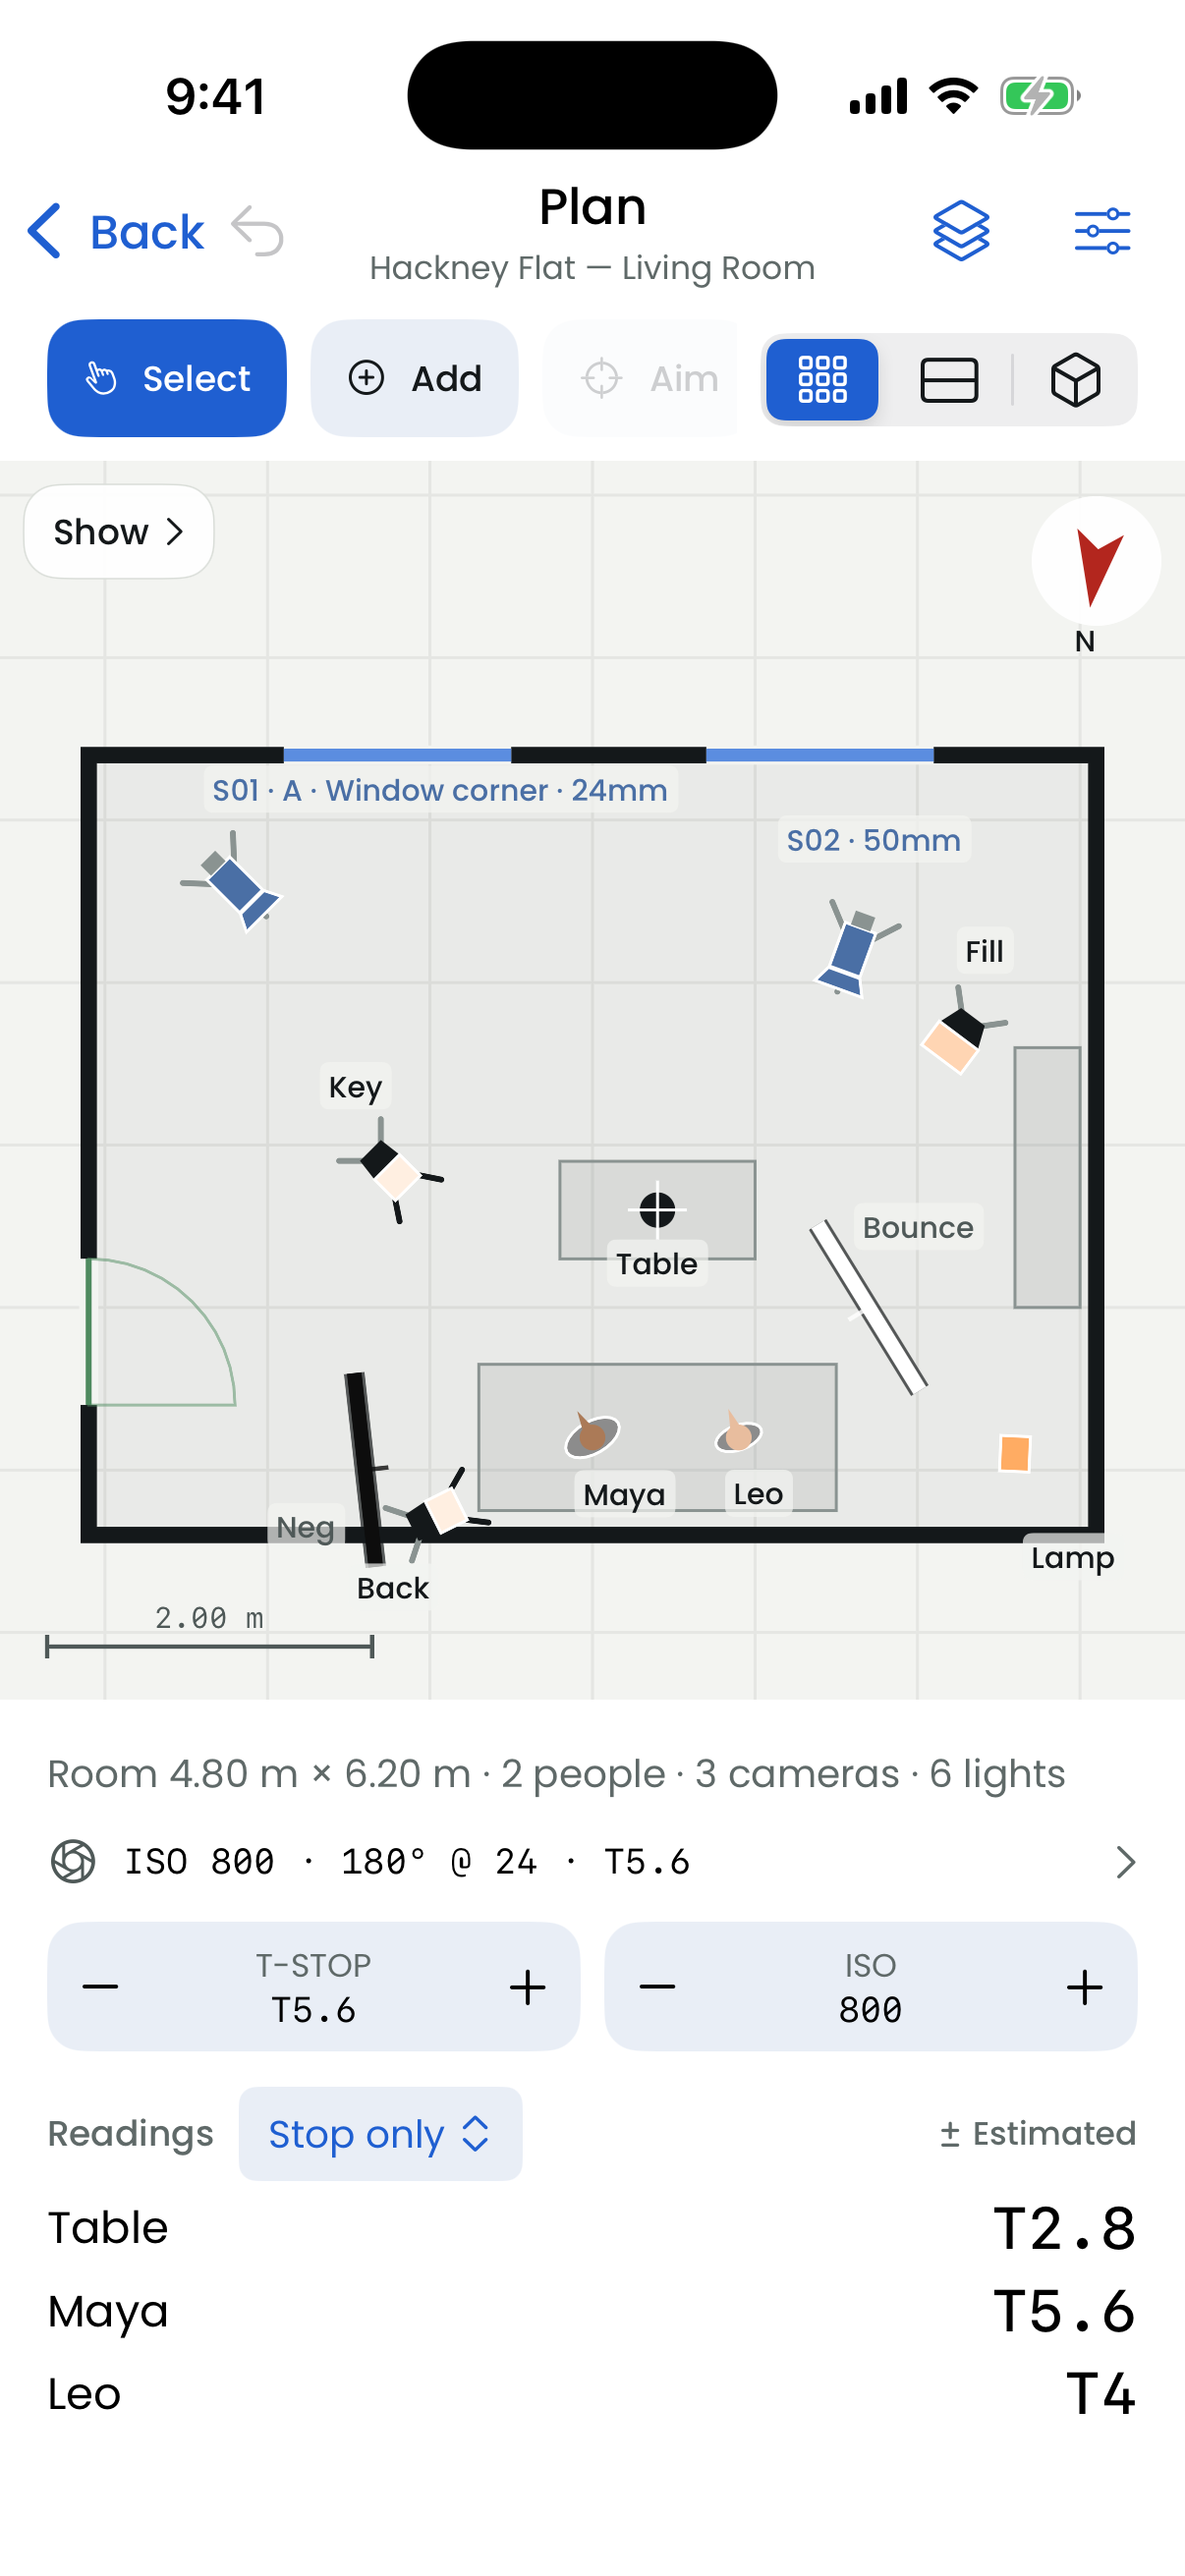 9:41
Back
Plan
Hackney Flat — Living Room
Select
Add
Aim
Show
N
S01 · A · Window corner · 24mm
S02 · 50mm
Fill
Key
Bounce
Table
Maya
Leo
Neg
Lamp
Back
2.00 m
Room 4.80 m × 6.20 m · 2 people · 3 cameras · 6 lights
ISO 800 · 180° @ 24 · T5.6
T-STOP
T5.6
ISO
800
Readings
Stop only
± Estimated
Table T2.8
Maya T5.6
Leo T4